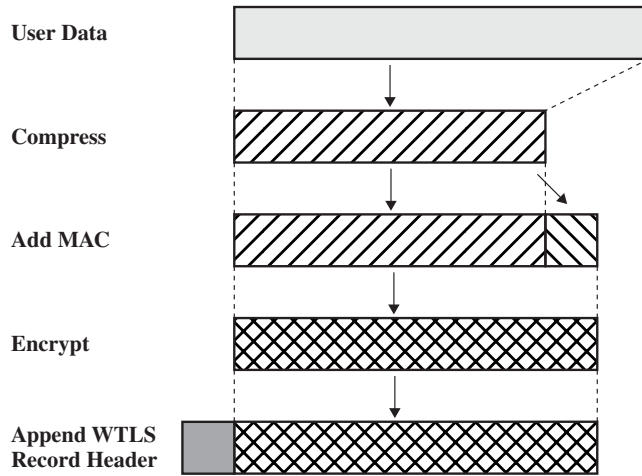 User Data
Compress
Add MAC
Encrypt
Append WTLS
Record Header